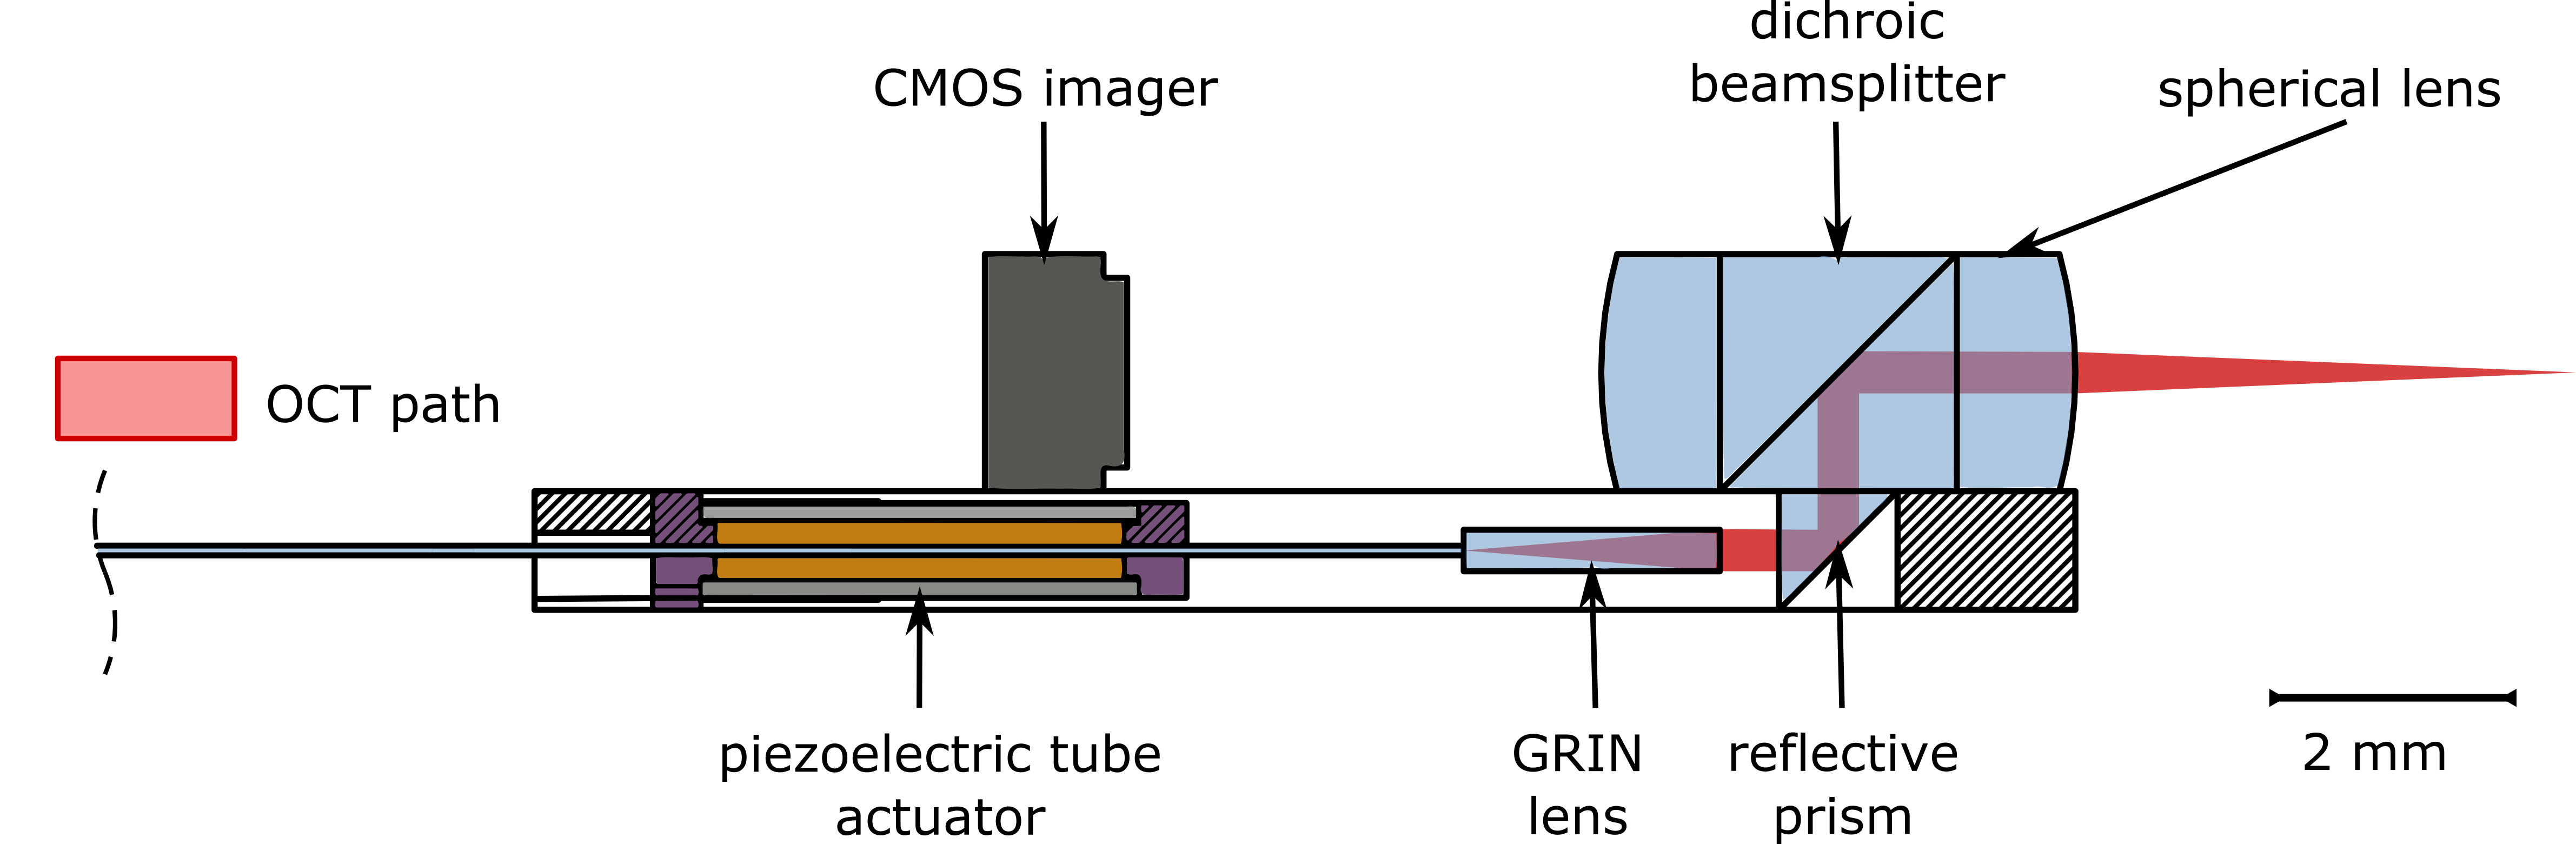 dichroic
beamsplitter
CMOS imager
spherical lens
OCT path
piezoelectric tube
actuator
GRIN
lens
reflective
prism
2 mm